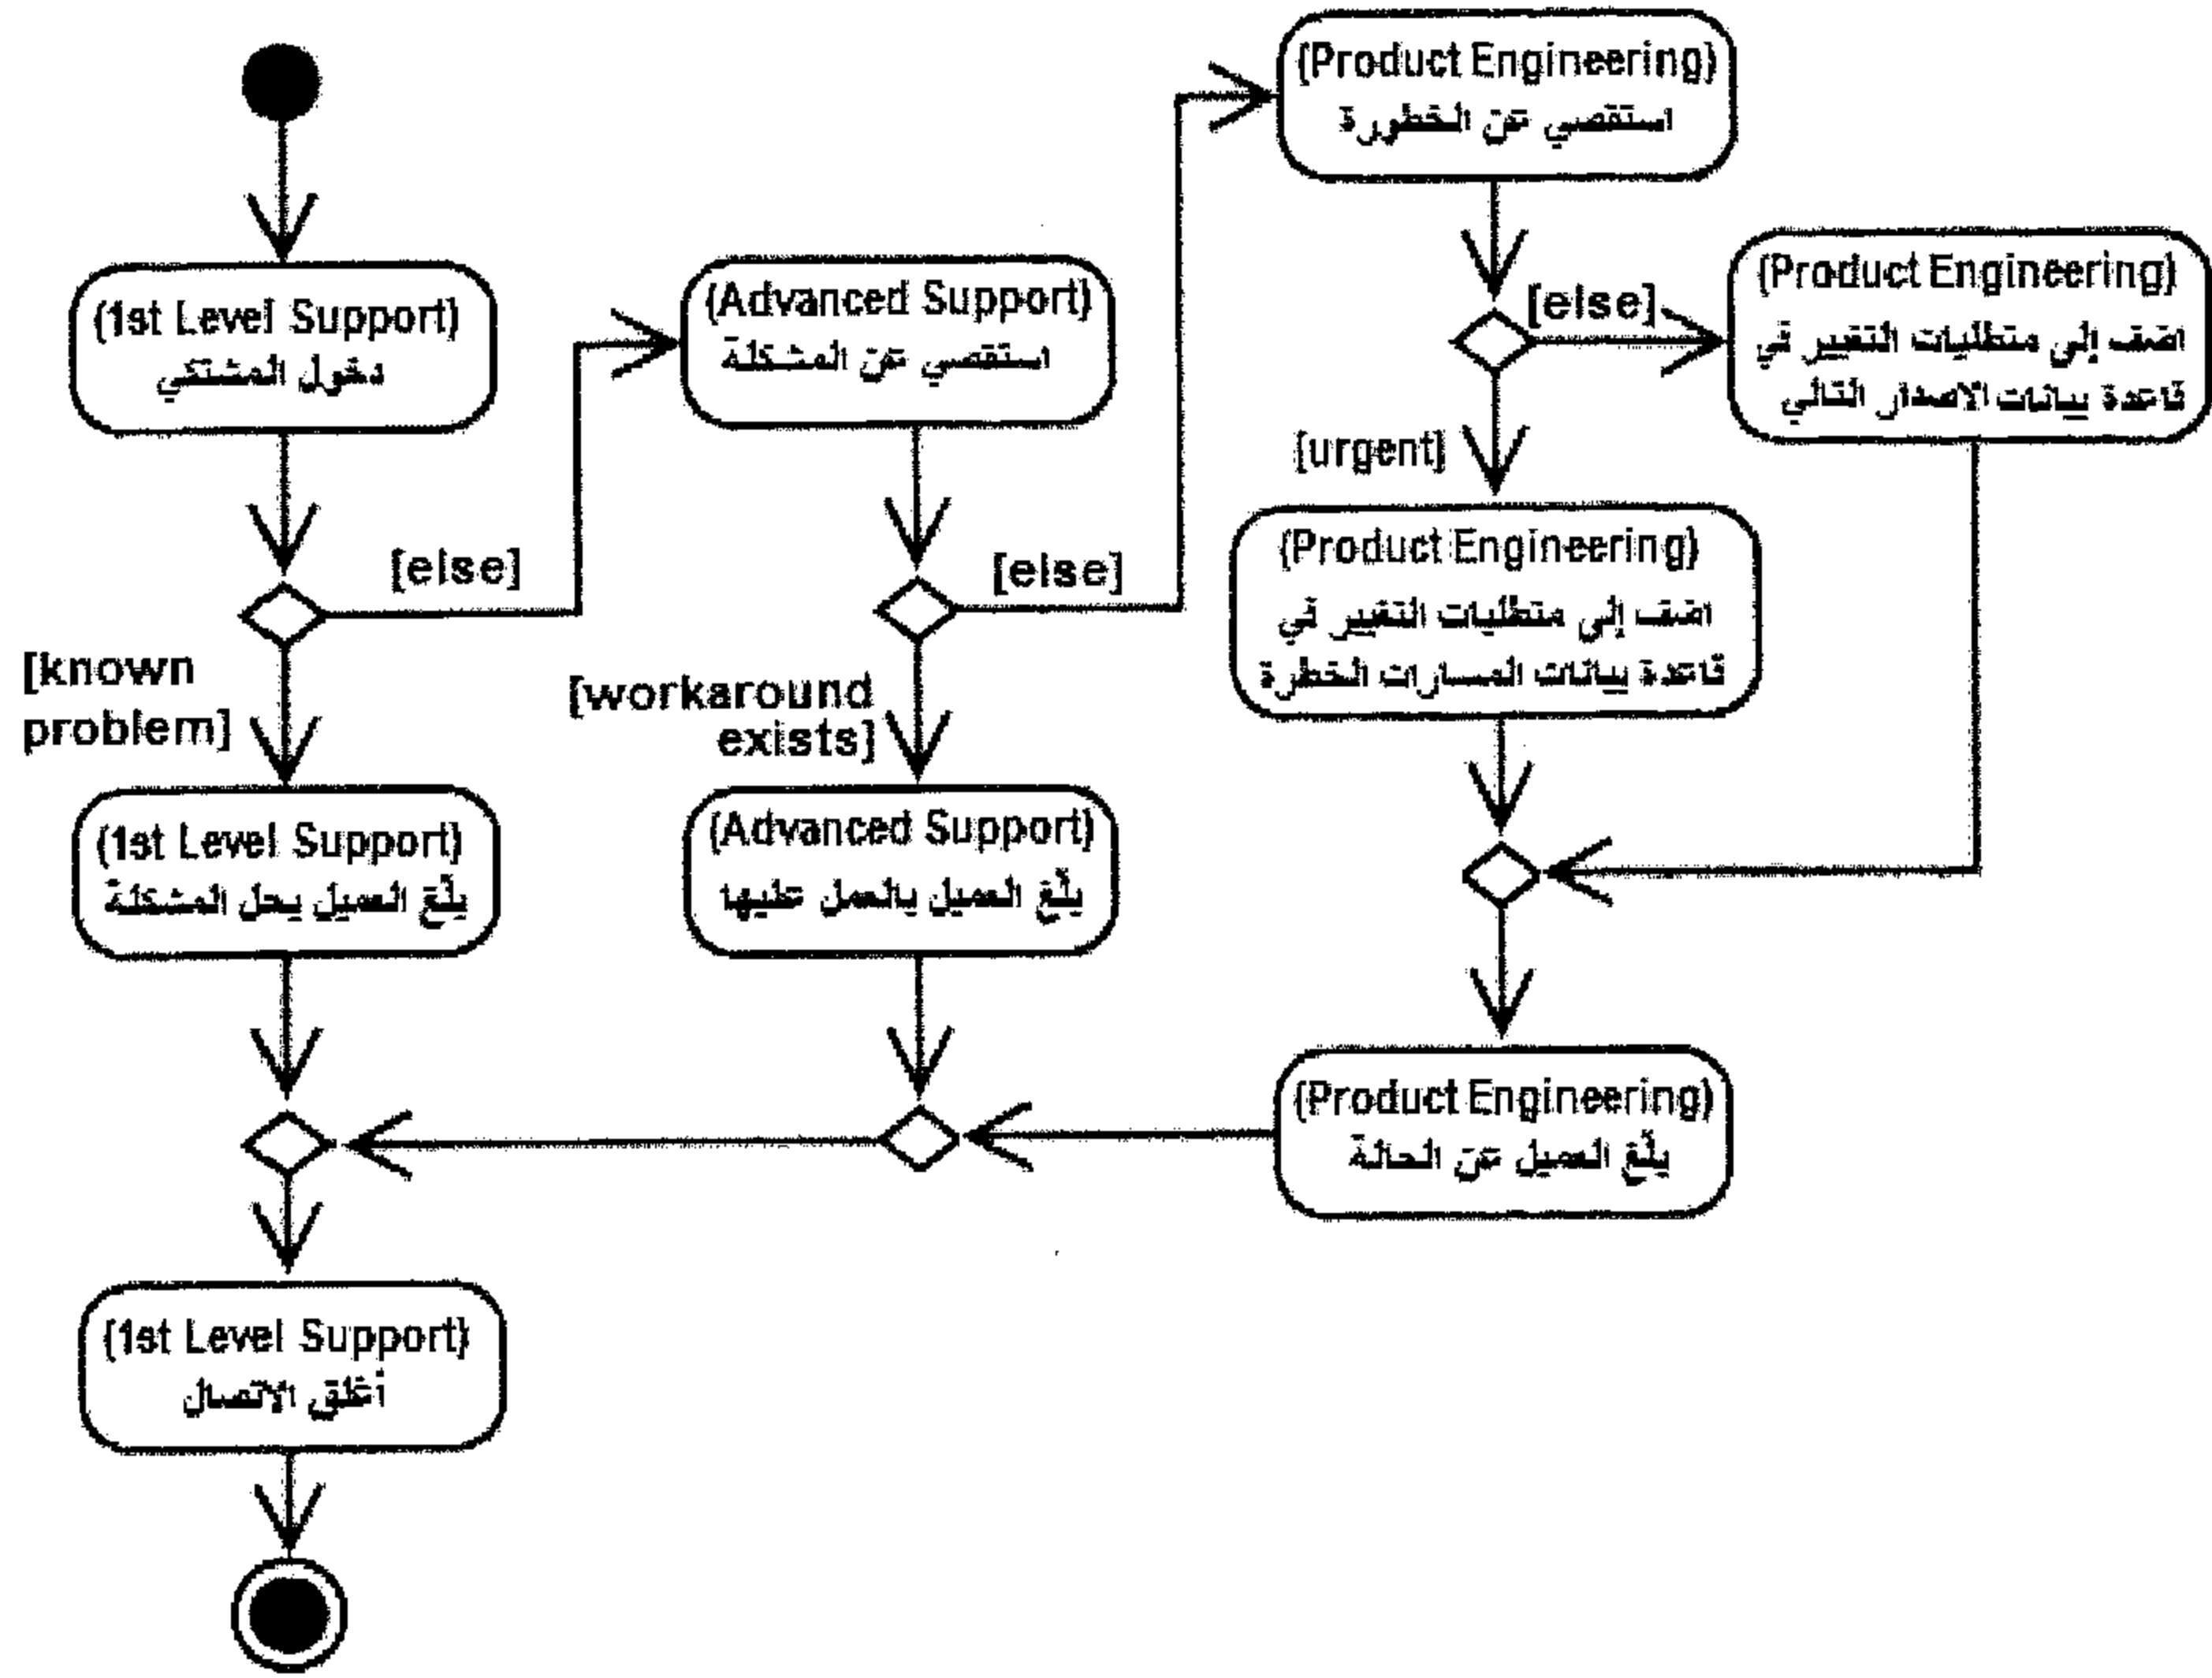 (1st Level Support)
دخول المشتكي
[else]
[known
problem]
(1st Level Support)
بلّغ العميل بحل المشكلة
(1st Level Support)
أغلق الاتصال
(Advanced Support)
استقصي عن المشكلة
[else]
[workaround
exists]
(Advanced Support)
بلّغ العميل بالعمل عليها
(Product Engineering)
استقصي عن الخطورة
[else]
[urgent]
(Product Engineering)
اضف إلى متطلبات التغيير في
قاعدة بيانات الاصدار التالي
(Product Engineering)
اضف إلى متطلبات التغيير في
قاعدة بيانات المسارات الخطرة
(Product Engineering)
بلّغ العميل عن الحالة